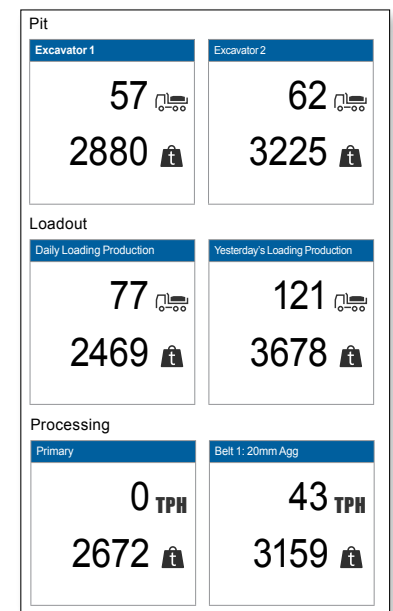 Pit
Excavator 1
Excavator 2
57
62
2880 t
3225 t
Loadout
Daily Loading Production
Yesterday's Loading Production
77
121
2469 t
3678 t
Processing
Primary
Belt 1: 20mm Agg
0 TPH
43 TPH
2672 t
3159 t